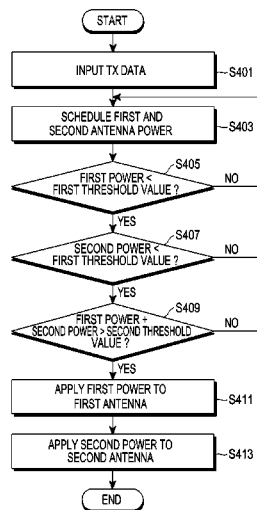 START
INPUT TX DATA
S401
SCHEDULE FIRST AND
SECOND ANTENNA POWER
S403
S405
FIRST POWER <
FIRST THRESHOLD VALUE ?
NO
YES
S407
SECOND POWER <
FIRST THRESHOLD VALUE ?
NO
YES
S409
FIRST POWER +
SECOND POWER > SECOND THRESHOLD
VALUE ?
NO
YES
APPLY FIRST POWER TO
FIRST ANTENNA
S411
APPLY SECOND POWER TO
SECOND ANTENNA
S413
END